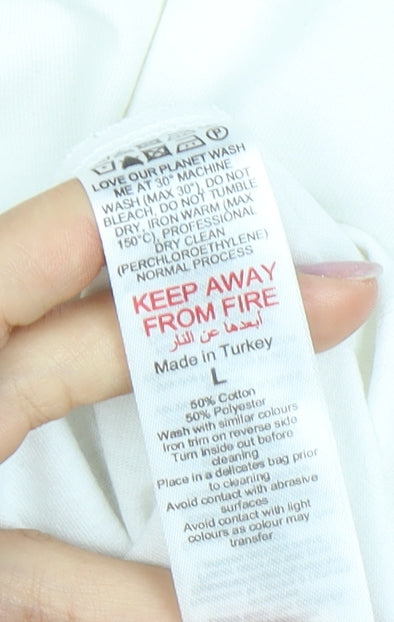 LOVE OUR PLANET WASH
ME AT 30° MACHINE
WASH (MAX 30°), DO NOT
BLEACH, DO NOT TUMBLE
DRY, IRON WARM (MAX
150°C), PROFESSIONAL
DRY CLEAN
(PERCHLOROETHYLENE)
NORMAL PROCESS
KEEP AWAY
FROM FIRE
أبعدها عن النار
Made in Turkey
L
50% Cotton
50% Polyester
Wash with similar colours
Iron trim on reverse side
Turn inside out before
cleaning
Place in a delicates bag prior
to cleaning
Avoid contact with abrasive
surfaces
Avoid contact with light
colours as colour may
transfer